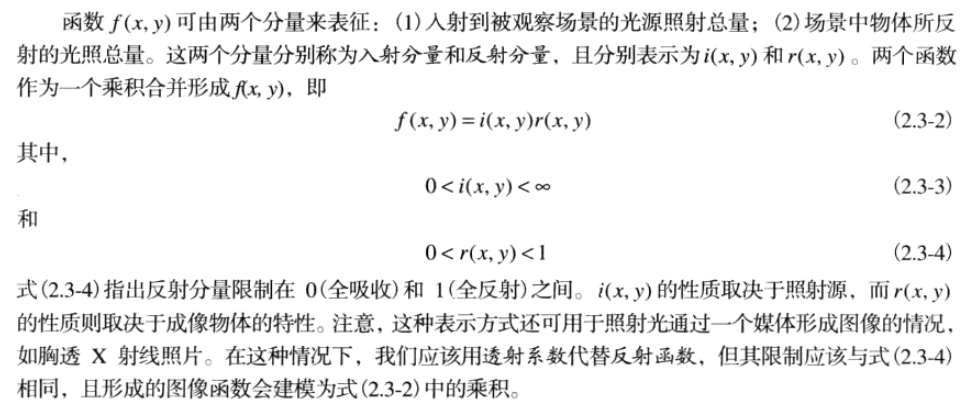 函数 f(x, y) 可由两个分量来表征：(1)入射到被观察场景的光源照射总量；(2)场景中物体所反
射的光照总量。这两个分量分别称为入射分量和反射分量，且分别表示为i(x, y) 和 r(x, y) 。两个函数
作为一个乘积合并形成f(x, y)，即
f(x, y) = i(x, y)r(x, y) (2.3-2)
其中，
0 < i(x, y) < ∞ (2.3-3)
和
0 < r(x, y) < 1 (2.3-4)
式(2.3-4)指出反射分量限制在 0(全吸收)和 1(全反射)之间。i(x, y) 的性质取决于照射源，而 r(x, y)
的性质则取决于成像物体的特性。注意，这种表示方式还可用于照射光通过一个媒体形成图像的情况，
如胸透 X 射线照片。在这种情况下，我们应该用透射系数代替反射函数，但其限制应该与式(2.3-4)
相同，且形成的图像函数会建模为式(2.3-2)中的乘积。